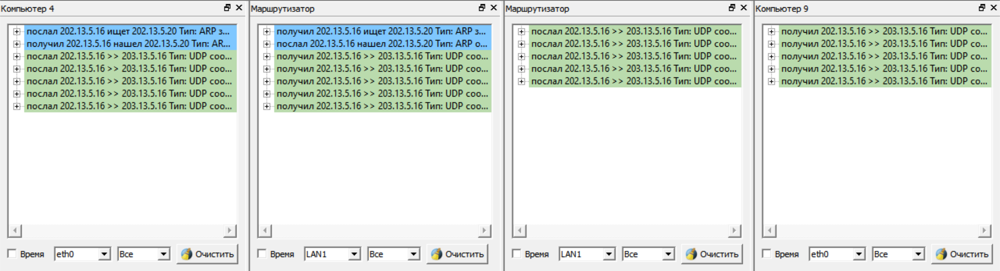 Компьютер 4
послал 202.13.5.16 ищет 202.13.5.20 Тип: ARP з...
получил 202.13.5.16 нашел 202.13.5.20 Тип: AR...
послал 202.13.5.16 >> 203.13.5.16 Тип: UDP соо...
послал 202.13.5.16 >> 203.13.5.16 Тип: UDP соо...
послал 202.13.5.16 >> 203.13.5.16 Тип: UDP соо...
послал 202.13.5.16 >> 203.13.5.16 Тип: UDP соо...
послал 202.13.5.16 >> 203.13.5.16 Тип: UDP соо...
Время eth0 Все Очистить
Маршрутизатор
получил 202.13.5.16 ищет 202.13.5.20 Тип: ARP з...
послал 202.13.5.16 нашел 202.13.5.20 Тип: ARP о...
получил 202.13.5.16 >> 203.13.5.16 Тип: UDP соо...
получил 202.13.5.16 >> 203.13.5.16 Тип: UDP соо...
получил 202.13.5.16 >> 203.13.5.16 Тип: UDP соо...
получил 202.13.5.16 >> 203.13.5.16 Тип: UDP соо...
получил 202.13.5.16 >> 203.13.5.16 Тип: UDP соо...
Время LAN1 Все Очистить
Маршрутизатор
послал 202.13.5.16 >> 203.13.5.16 Тип: UDP соо...
послал 202.13.5.16 >> 203.13.5.16 Тип: UDP соо...
послал 202.13.5.16 >> 203.13.5.16 Тип: UDP соо...
послал 202.13.5.16 >> 203.13.5.16 Тип: UDP соо...
послал 202.13.5.16 >> 203.13.5.16 Тип: UDP соо...
Время LAN1 Все Очистить
Компьютер 9
получил 202.13.5.16 >> 203.13.5.16 Тип: UDP со...
получил 202.13.5.16 >> 203.13.5.16 Тип: UDP со...
получил 202.13.5.16 >> 203.13.5.16 Тип: UDP со...
получил 202.13.5.16 >> 203.13.5.16 Тип: UDP со...
получил 202.13.5.16 >> 203.13.5.16 Тип: UDP со...
Время eth0 Все Очистить